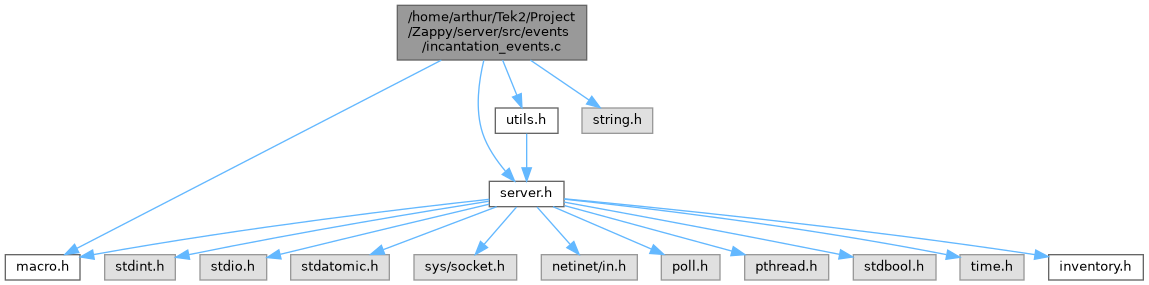 /home/arthur/Tek2/Project
/Zappy/server/src/events
/incantation_events.c
utils.h
string.h
server.h
macro.h
stdint.h
stdio.h
stdatomic.h
sys/socket.h
netinet/in.h
poll.h
pthread.h
stdbool.h
time.h
inventory.h